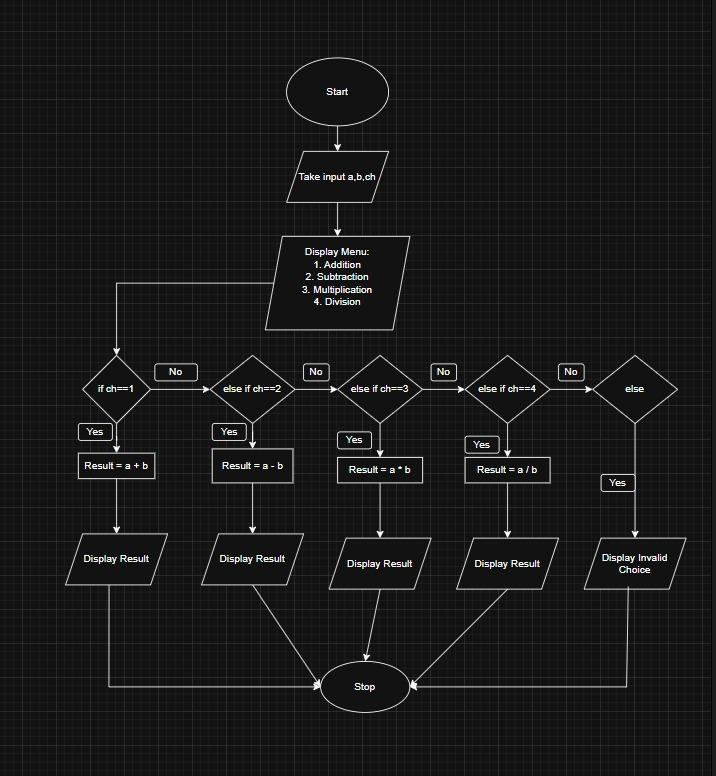 Start
Take input a,b,ch
Display Menu:
1. Addition
2. Subtraction
3. Multiplication
4. Division
if ch==1
No
else if ch==2
No
else if ch==3
No
else if ch==4
No
else
Yes
Yes
Yes
Yes
Yes
Result = a + b
Result = a - b
Result = a * b
Result = a / b
Display Result
Display Result
Display Result
Display Result
Display Invalid
Choice
Stop